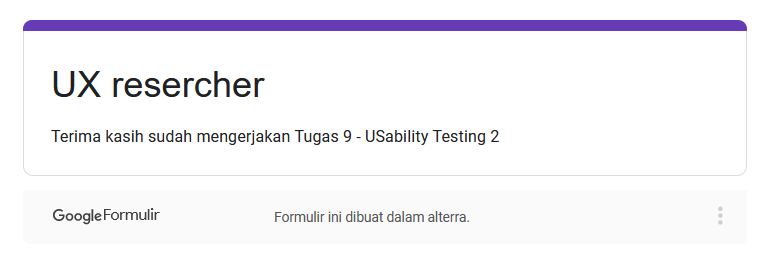 UX resercher
Terima kasih sudah mengerjakan Tugas 9 - USability Testing 2
Google Formulir
Formulir ini dibuat dalam alterra.